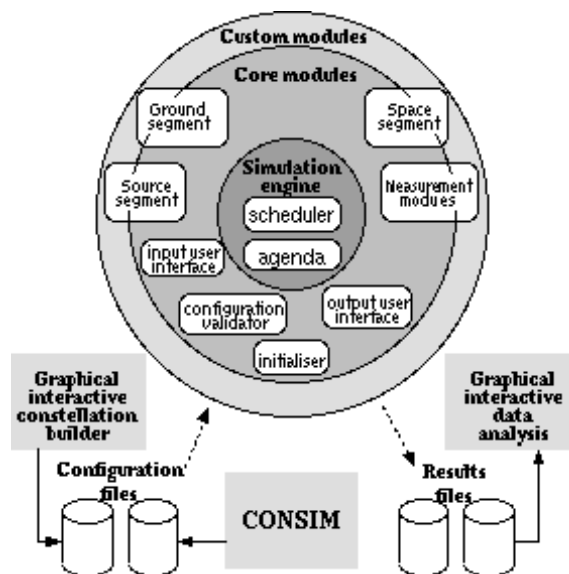 Custom modules
Core modules
Ground
segment
Space
segment
Simulation
engine
Source
segment
Measurement
modules
scheduler
agenda
input user
interface
configuration
validator
output user
interface
initialiser
Graphical
interactive
constellation
builder
Graphical
interactive
data
analysis
Configuration
files
CONSIM
Results
files